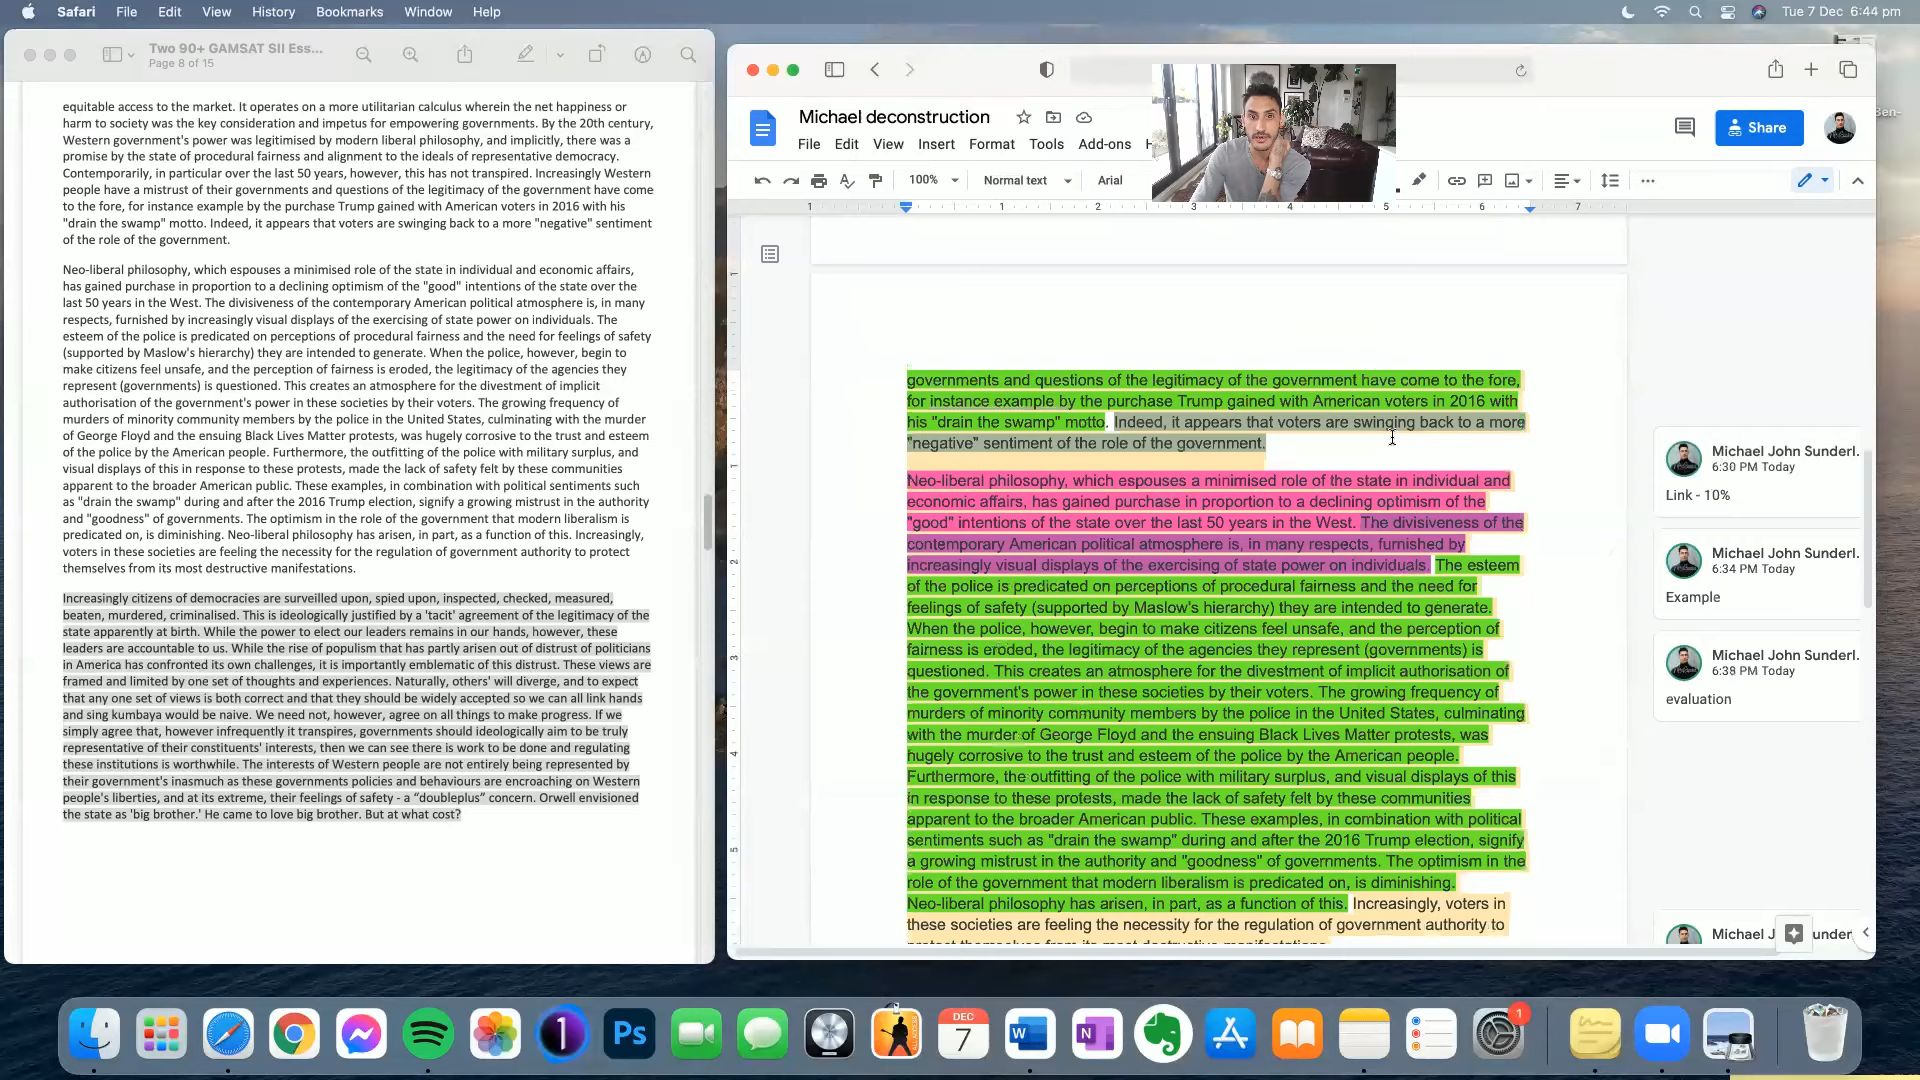 Safari File Edit View History Bookmarks Window Help
Tue 7 Dec 6:44 pm
Two 90+ GAMSAT SII Ess...
Page 8 of 15
equitable access to the market. It operates on a more utilitarian calculus wherein the net happiness or
harm to society was the key consideration and impetus for empowering governments. By the 20th century,
Western government's power was legitimised by modern liberal philosophy, and implicitly, there was a
promise by the state of procedural fairness and alignment to the ideals of representative democracy.
Contemporarily, in particular over the last 50 years, however, this has not transpired. Increasingly Western
people have a mistrust of their governments and questions of the legitimacy of the government have come
to the fore, for instance example by the purchase Trump gained with American voters in 2016 with his
"drain the swamp" motto. Indeed, it appears that voters are swinging back to a more "negative" sentiment
of the role of the government.
Neo-liberal philosophy, which espouses a minimised role of the state in individual and economic affairs,
has gained purchase in proportion to a declining optimism of the "good" intentions of the state over the
last 50 years in the West. The divisiveness of the contemporary American political atmosphere is, in many
respects, furnished by increasingly visual displays of the exercising of state power on individuals. The
esteem of the police is predicated on perceptions of procedural fairness and the need for feelings of safety
(supported by Maslow's hierarchy) they are intended to generate. When the police, however, begin to
make citizens feel unsafe, and the perception of fairness is eroded, the legitimacy of the agencies they
represent (governments) is questioned. This creates an atmosphere for the divestment of implicit
authorisation of the government's power in these societies by their voters. The growing frequency of
murders of minority community members by the police in the United States, culminating with the murder
of George Floyd and the ensuing Black Lives Matter protests, was hugely corrosive to the trust and esteem
of the police by the American people. Furthermore, the outfitting of the police with military surplus, and
visual displays of this in response to these protests, made the lack of safety felt by these communities
apparent to the broader American public. These examples, in combination with political sentiments such
as "drain the swamp" during and after the 2016 Trump election, signify a growing mistrust in the authority
and "goodness" of governments. The optimism in the role of the government that modern liberalism is
predicated on, is diminishing. Neo-liberal philosophy has arisen, in part, as a function of this. Increasingly,
voters in these societies are feeling the necessity for the regulation of government authority to protect
themselves from its most destructive manifestations.
Increasingly citizens of democracies are surveilled upon, spied upon, inspected, checked, measured,
beaten, murdered, criminalised. This is ideologically justified by a 'tacit' agreement of the legitimacy of the
state apparently at birth. While the power to elect our leaders remains in our hands, however, these
leaders are accountable to us. While the rise of populism that has partly arisen out of distrust of politicians
in America has confronted its own challenges, it is importantly emblematic of this distrust. These views are
framed and limited by one set of thoughts and experiences. Naturally, others' will diverge, and to expect
that any one set of views is both correct and that they should be widely accepted so we can all link hands
and sing kumbaya would be naive. We need not, however, agree on all things to make progress. If we
simply agree that, however infrequently it transpires, governments should ideologically aim to be truly
representative of their constituents' interests, then we can see there is work to be done and regulating
these institutions is worthwhile. The interests of Western people are not entirely being represented by
their government's inasmuch as these governments policies and behaviours are encroaching on Western
people's liberties, and at its extreme, their feelings of safety - a “doubleplus” concern. Orwell envisioned
the state as 'big brother.' He came to love big brother. But at what cost?
Michael deconstruction
Share
File Edit View Insert Format Tools Add-ons H
100% Normal text Arial
1 1 2 3 4 5 6 7
governments and questions of the legitimacy of the government have come to the fore,
for instance example by the purchase Trump gained with American voters in 2016 with
his "drain the swamp" motto. Indeed, it appears that voters are swinging back to a more
"negative" sentiment of the role of the government.
Neo-liberal philosophy, which espouses a minimised role of the state in individual and
economic affairs, has gained purchase in proportion to a declining optimism of the
"good" intentions of the state over the last 50 years in the West. The divisiveness of the
contemporary American political atmosphere is, in many respects, furnished by
increasingly visual displays of the exercising of state power on individuals. The esteem
of the police is predicated on perceptions of procedural fairness and the need for
feelings of safety (supported by Maslow's hierarchy) they are intended to generate.
When the police, however, begin to make citizens feel unsafe, and the perception of
fairness is eroded, the legitimacy of the agencies they represent (governments) is
questioned. This creates an atmosphere for the divestment of implicit authorisation of
the government's power in these societies by their voters. The growing frequency of
murders of minority community members by the police in the United States, culminating
with the murder of George Floyd and the ensuing Black Lives Matter protests, was
hugely corrosive to the trust and esteem of the police by the American people.
Furthermore, the outfitting of the police with military surplus, and visual displays of this
in response to these protests, made the lack of safety felt by these communities
apparent to the broader American public. These examples, in combination with political
sentiments such as "drain the swamp" during and after the 2016 Trump election, signify
a growing mistrust in the authority and "goodness" of governments. The optimism in the
role of the government that modern liberalism is predicated on, is diminishing.
Neo-liberal philosophy has arisen, in part, as a function of this. Increasingly, voters in
these societies are feeling the necessity for the regulation of government authority to
protect themselves from its most destructive manifestations.
1
1
2
3
4
5
Michael John Sunderl.
6:30 PM Today
Link - 10%
Michael John Sunderl.
6:34 PM Today
Example
Michael John Sunderl.
6:38 PM Today
evaluation
Michael J
under
Ben-
Ps
DEC
7
W
N
1
1